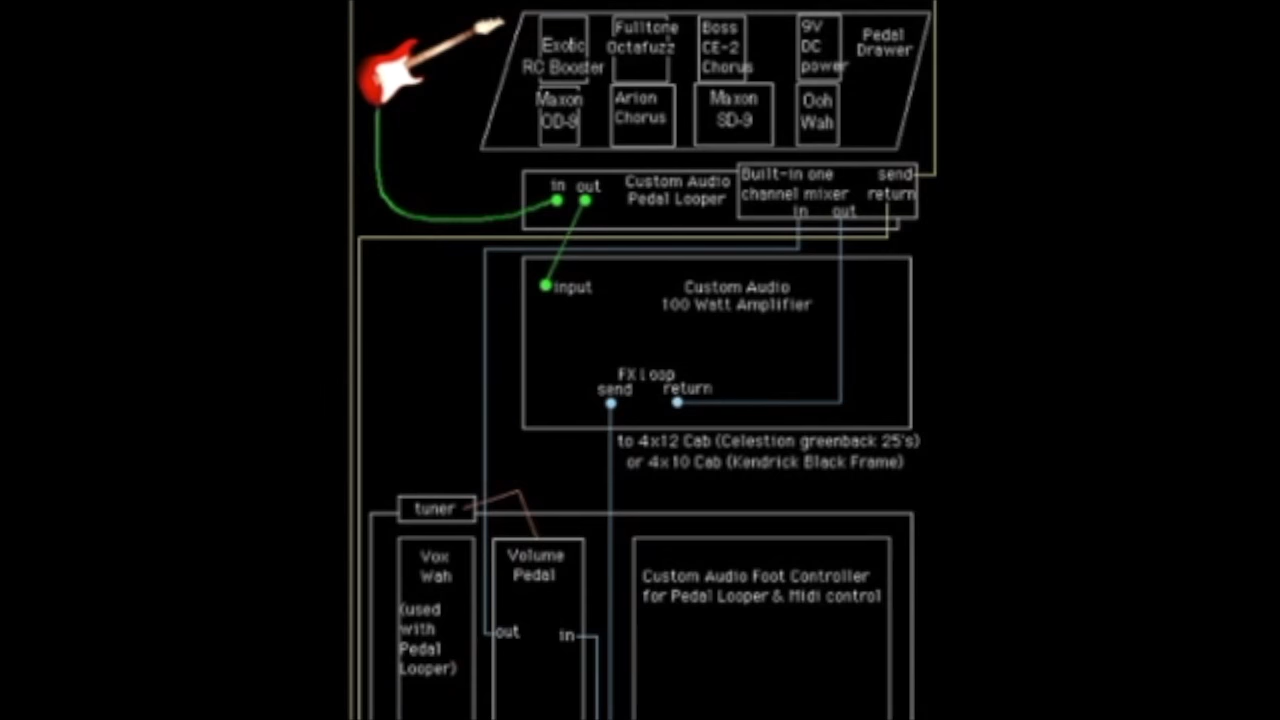 Exotic
RC Booster
Fulltone
Octafuzz
Boss
CE-2
Chorus
9V
DC
power
Pedal
Drawer
Maxon
OD-9
Arion
Chorus
Maxon
SD-9
Ooh
Wah
in out
Custom Audio
Pedal Looper
Built-in one
channel mixer
send
return
in out
input
Custom Audio
100 Watt Amplifier
FX Loop
send return
to 4x12 Cab (Celestion greenback 25's)
or 4x10 Cab (Kendrick Black Frame)
tuner
Vox
Wah
(used
with
Pedal
Looper)
Volume
Pedal
out in
Custom Audio Foot Controller
for Pedal Looper & Midi control